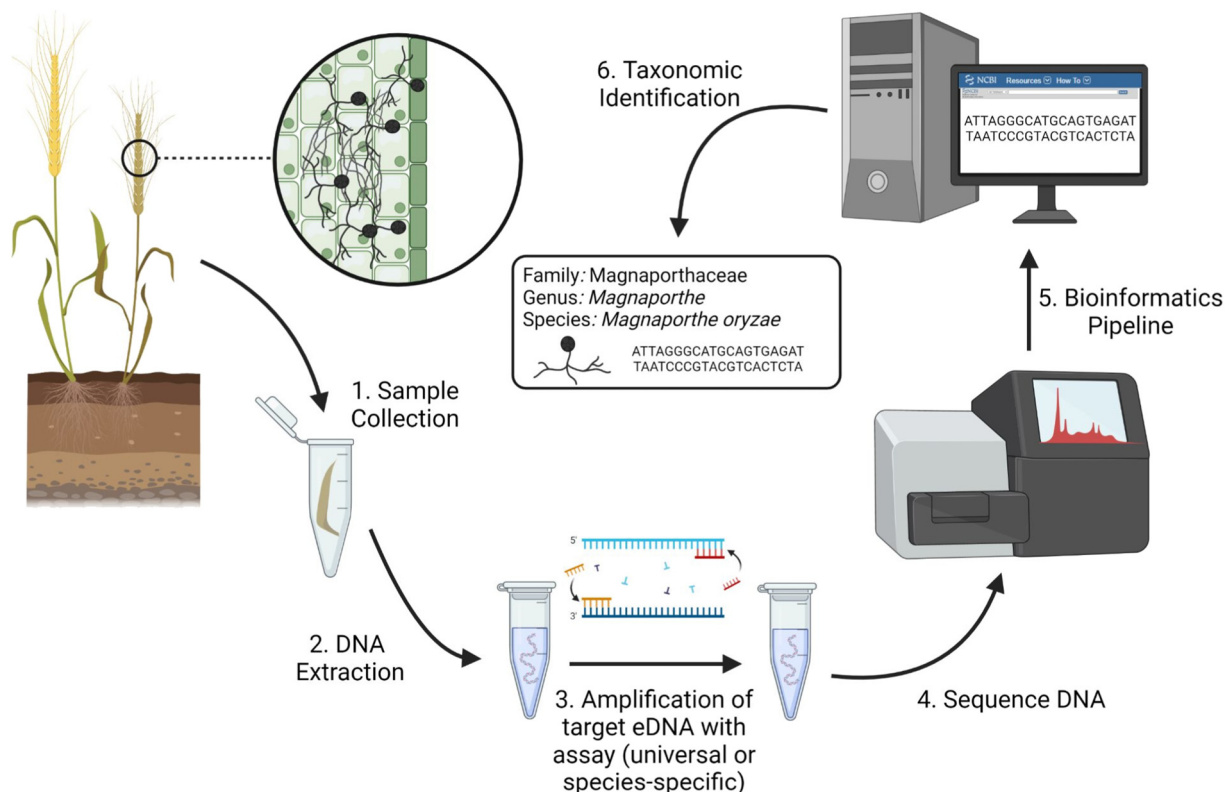 1. Sample
Collection
2. DNA
Extraction
5'
3'
3. Amplification of
target eDNA with
assay (universal or
species-specific)
4. Sequence DNA
5. Bioinformatics
Pipeline
NCBI Resources How To
ATTAGGGCATGCAGTGAGAT
TAATCCCGTACGTCACTCTA
6. Taxonomic
Identification
Family: Magnaporthaceae
Genus: Magnaporthe
Species: Magnaporthe oryzae
ATTAGGGCATGCAGTGAGAT
TAATCCCGTACGTCACTCTA